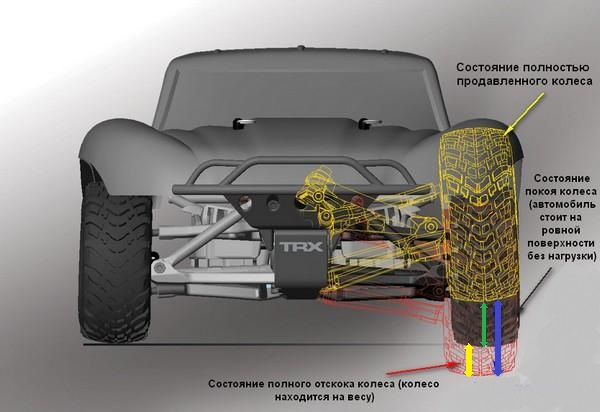 Состояние полностью
продавленного колеса
Состояние
покоя колеса
(автомобиль
стоит на
ровной
поверхности
без нагрузки)
TRX
Состояние полного отскока колеса (колесо
находится на весу)